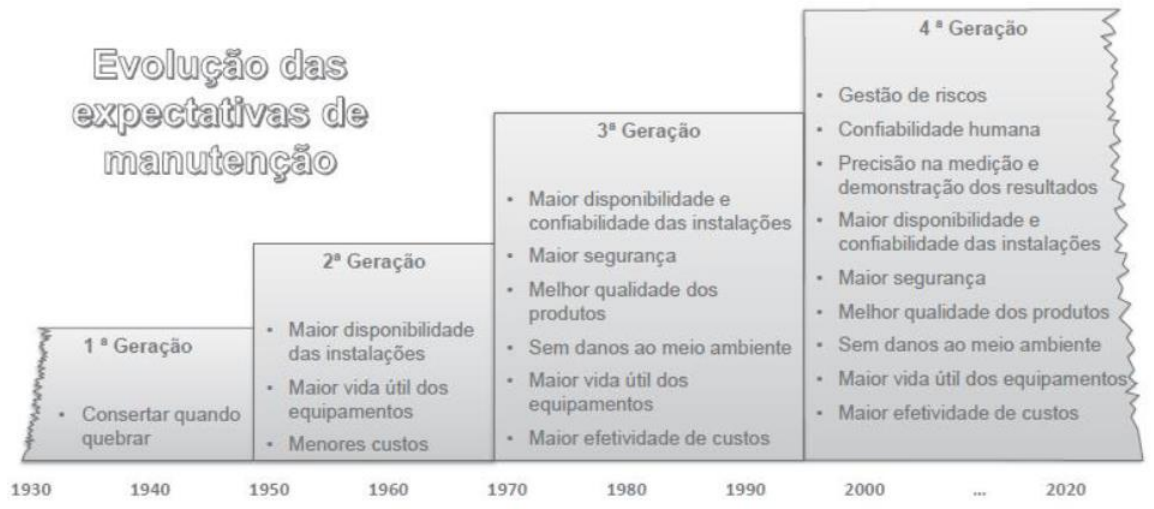 Evolução das
expectativas de
manutenção
1 ª Geração
• Consertar quando
quebrar
2ª Geração
• Maior disponibilidade
das instalações
• Maior vida útil dos
equipamentos
• Menores custos
3ª Geração
• Maior disponibilidade e
confiabilidade das instalações
• Maior segurança
• Melhor qualidade dos
produtos
• Sem danos ao meio ambiente
• Maior vida útil dos
equipamentos
• Maior efetividade de custos
4 ª Geração
• Gestão de riscos
• Confiabilidade humana
• Precisão na medição e
demonstração dos resultados
• Maior disponibilidade e
confiabilidade das instalações
• Maior segurança
• Melhor qualidade dos produtos
• Sem danos ao meio ambiente
• Maior vida útil dos equipamentos
• Maior efetividade de custos
1930 1940 1950 1960 1970 1980 1990 2000 ... 2020